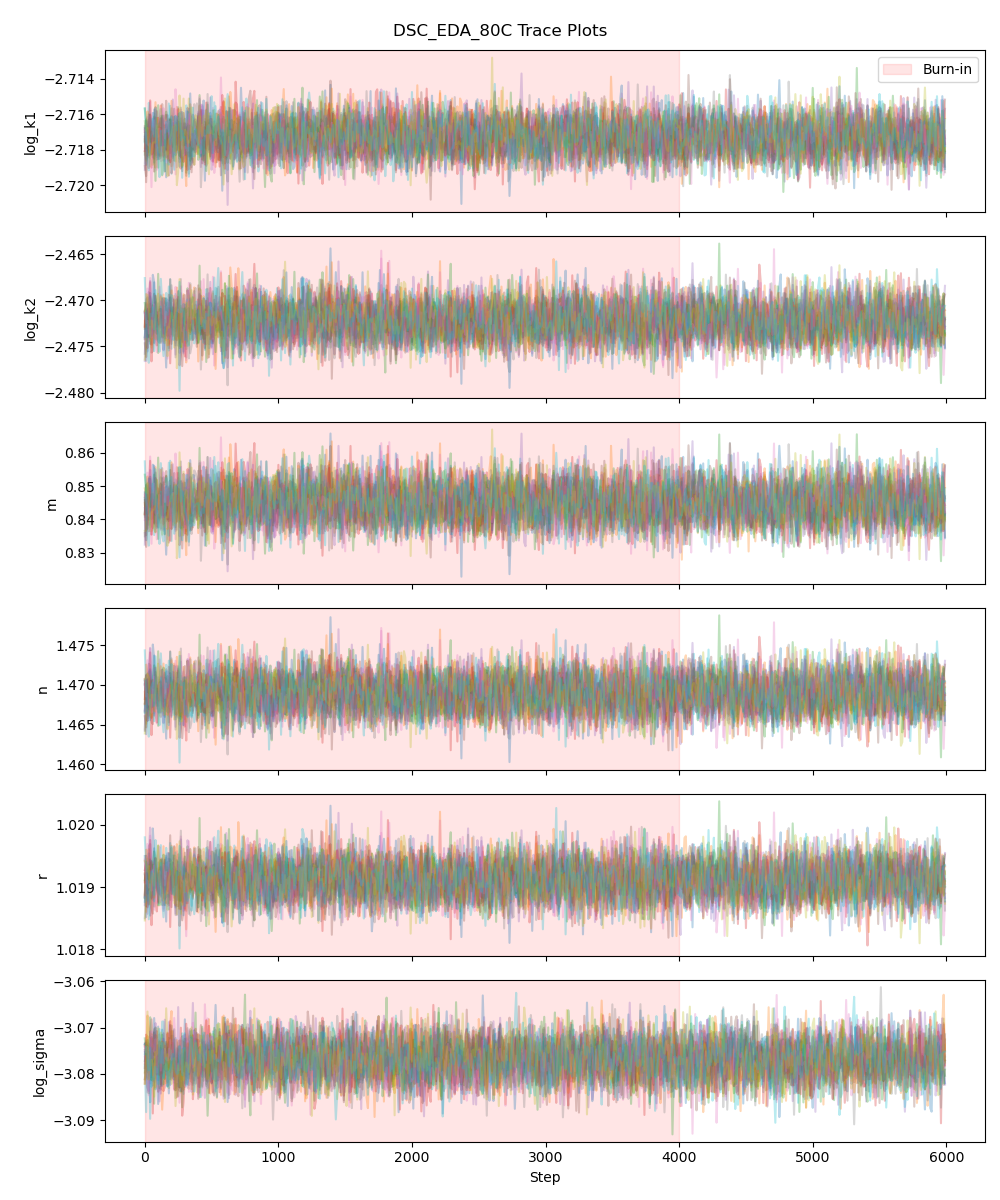 DSC_EDA_80C Trace Plots
Burn-in
log_k1
−2.714
−2.716
−2.718
−2.720
log_k2
−2.465
−2.470
−2.475
−2.480
m
0.86
0.85
0.84
0.83
n
1.475
1.470
1.465
1.460
r
1.020
1.019
1.018
log_sigma
−3.06
−3.07
−3.08
−3.09
0 1000 2000 3000 4000 5000 6000
Step